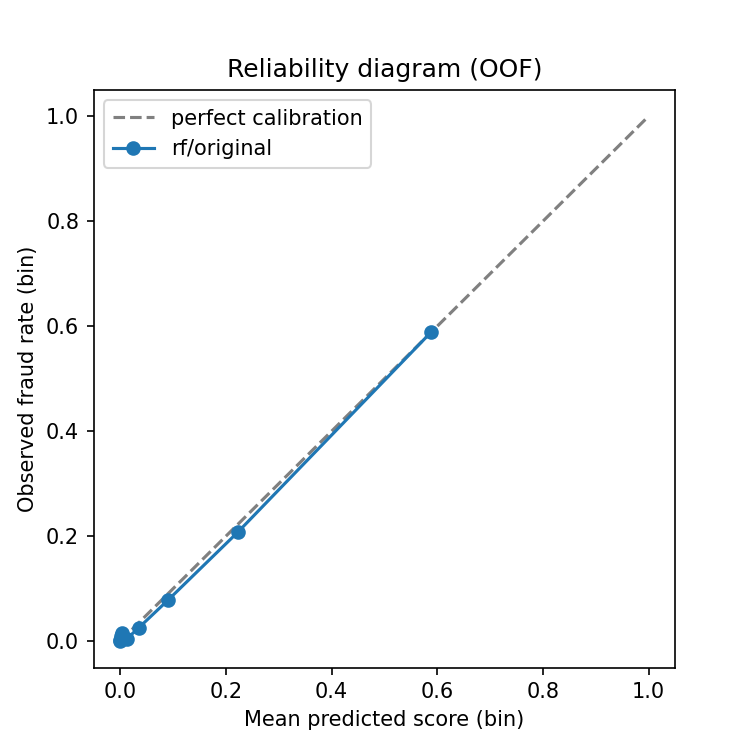 Reliability diagram (OOF)
perfect calibration
rf/original
1.0
0.8
0.6
0.4
0.2
0.0
Observed fraud rate (bin)
0.0 0.2 0.4 0.6 0.8 1.0
Mean predicted score (bin)